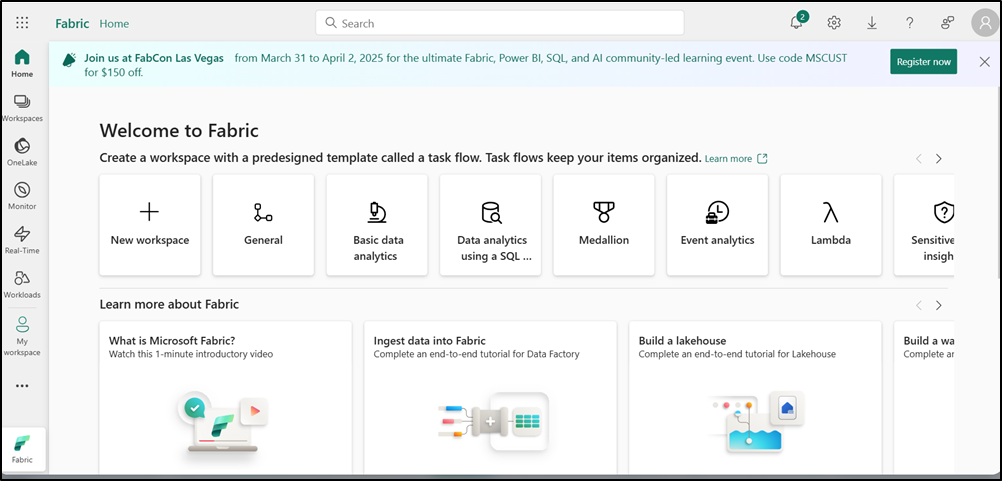 Fabric Home
Search
2
Join us at FabCon Las Vegas from March 31 to April 2, 2025 for the ultimate Fabric, Power BI, SQL, and AI community-led learning event. Use code MSCUST
for $150 off.
Register now
Home
Workspaces
OneLake
Monitor
Real-Time
Workloads
My
workspace
Fabric
Welcome to Fabric
Create a workspace with a predesigned template called a task flow. Task flows keep your items organized. Learn more
New workspace
General
Basic data
analytics
Data analytics
using a SQL ...
Medallion
Event analytics
Lambda
Sensitive
insigh
Learn more about Fabric
What is Microsoft Fabric?
Watch this 1-minute introductory video
Ingest data into Fabric
Complete an end-to-end tutorial for Data Factory
Build a lakehouse
Complete an end-to-end tutorial for Lakehouse
Build a wa
Complete an